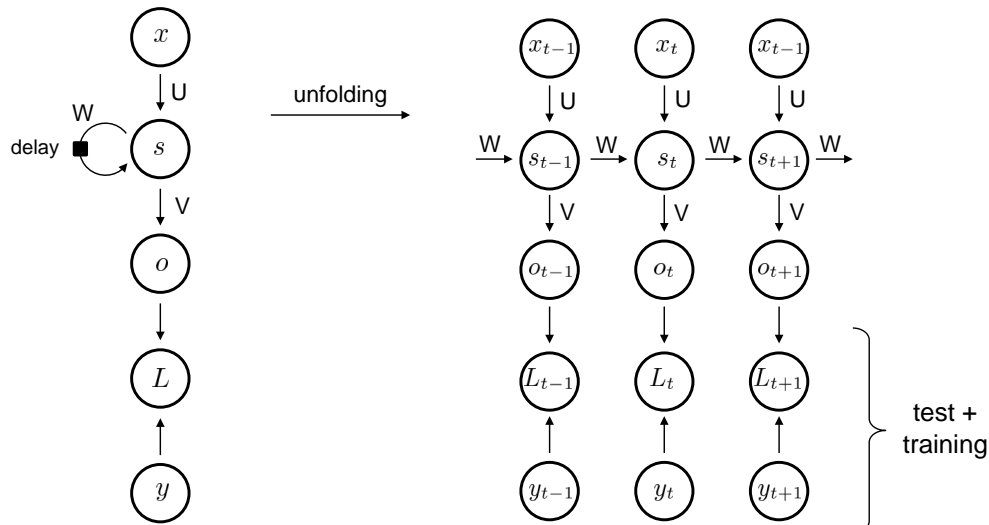 x
U
W
delay
s
V
o
L
y
unfolding
x_{t−1} x_t x_{t−1}
U U U
W W W W
s_{t−1} s_t s_{t+1}
V V V
o_{t−1} o_t o_{t+1}
L_{t−1} L_t L_{t+1}
y_{t−1} y_t y_{t+1}
test +
training